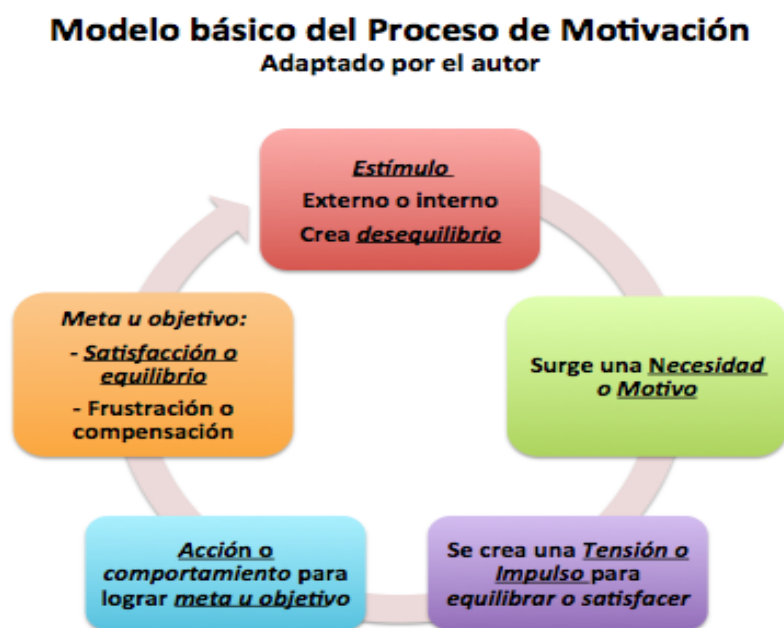 Modelo básico del Proceso de Motivación
Adaptado por el autor
Estímulo
Externo o interno
Crea desequilibrio
Surge una Necesidad
o Motivo
Se crea una Tensión o
Impulso para
equilibrar o satisfacer
Acción o
comportamiento para
lograr meta u objetivo
Meta u objetivo:
- Satisfacción o
equilibrio
- Frustración o
compensación